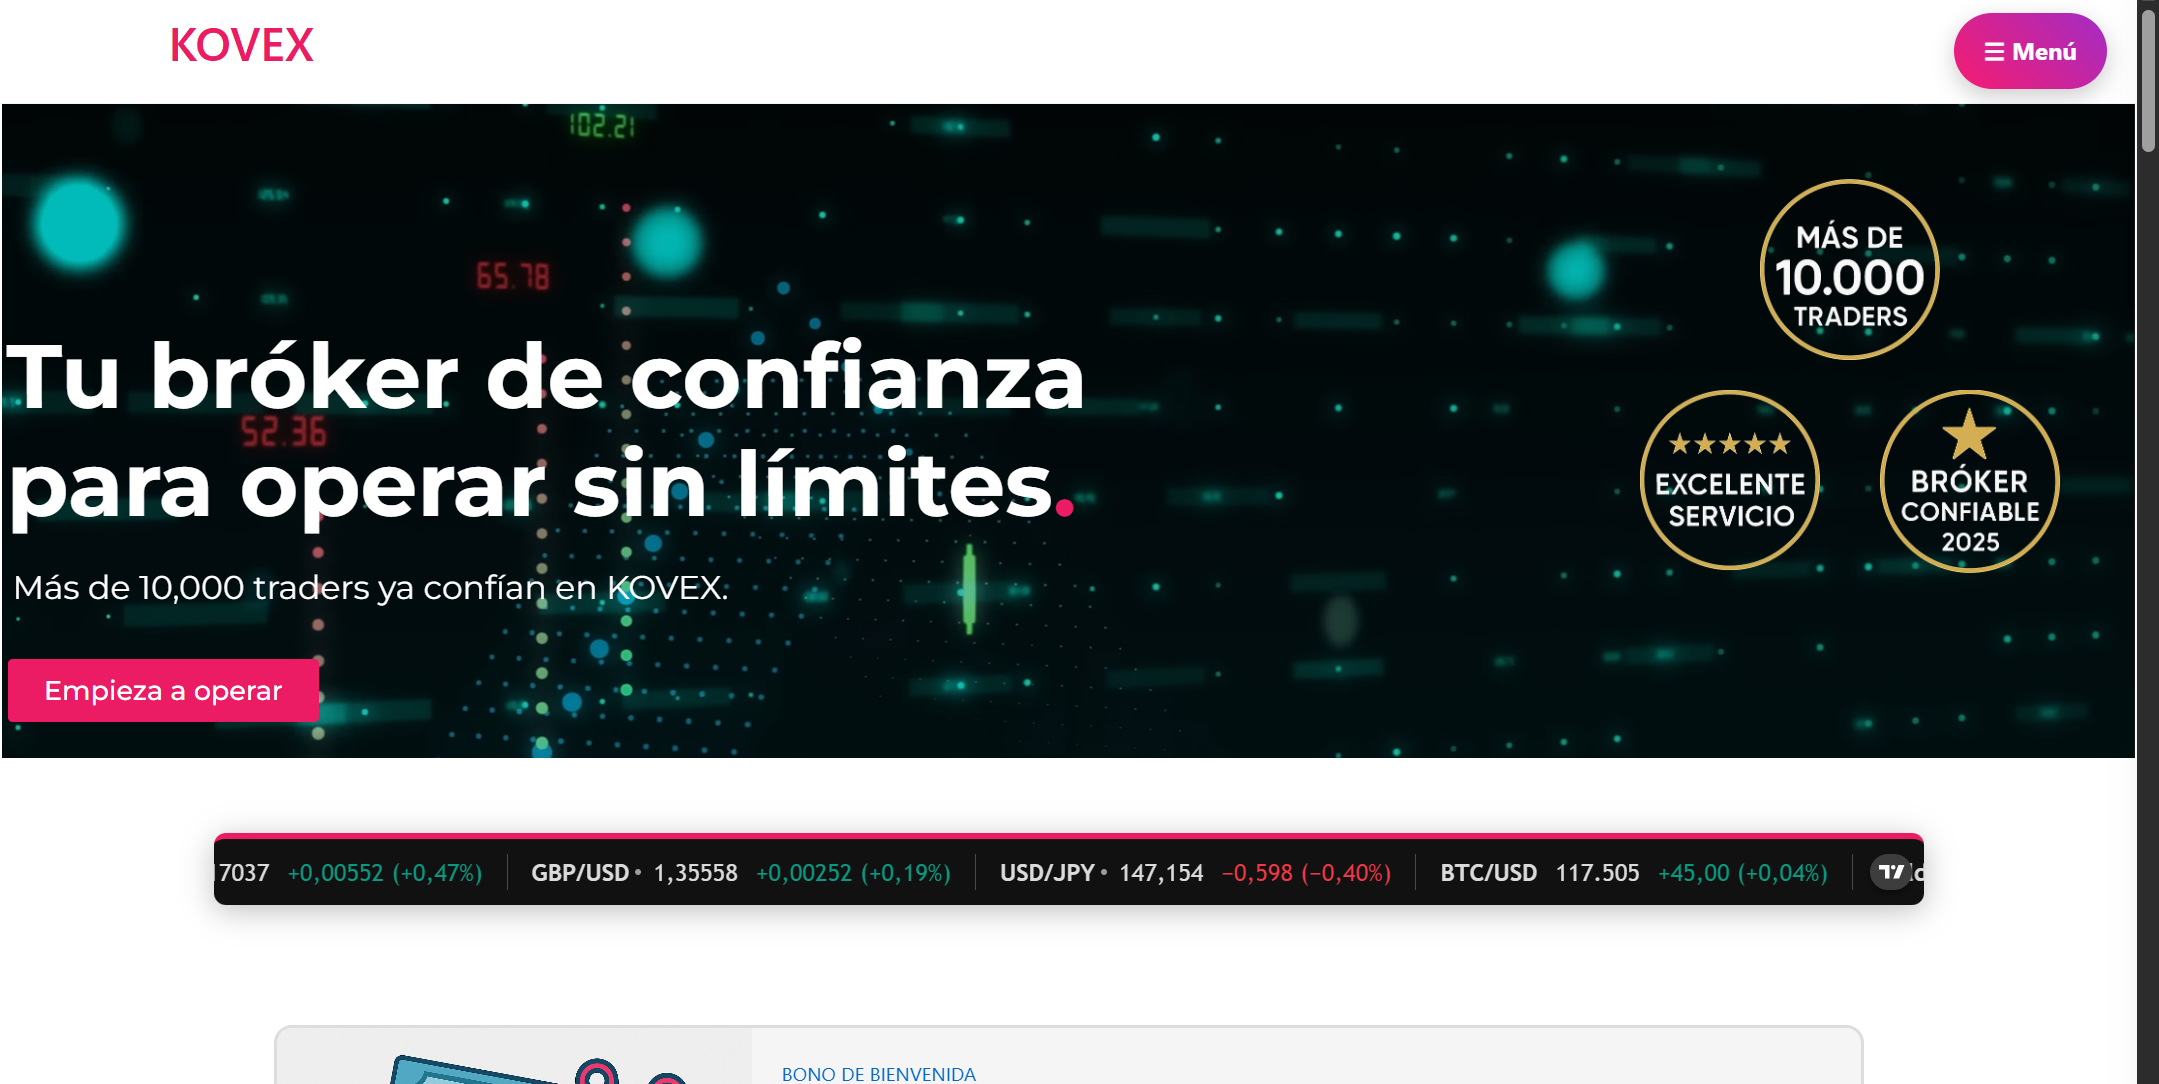 KOVEX
☰ Menú
102.21
65.78
52.36
Tu bróker de confianza
para operar sin límites.
Más de 10,000 traders ya confían en KOVEX.
Empieza a operar
MÁS DE
10.000
TRADERS
★★★★★
EXCELENTE
SERVICIO
★
BRÓKER
CONFIABLE
2025
17037 +0,00552 (+0,47%) GBP/USD • 1,35558 +0,00252 (+0,19%) USD/JPY • 147,154 −0,598 (−0,40%) BTC/USD 117.505 +45,00 (+0,04%)
BONO DE BIENVENIDA